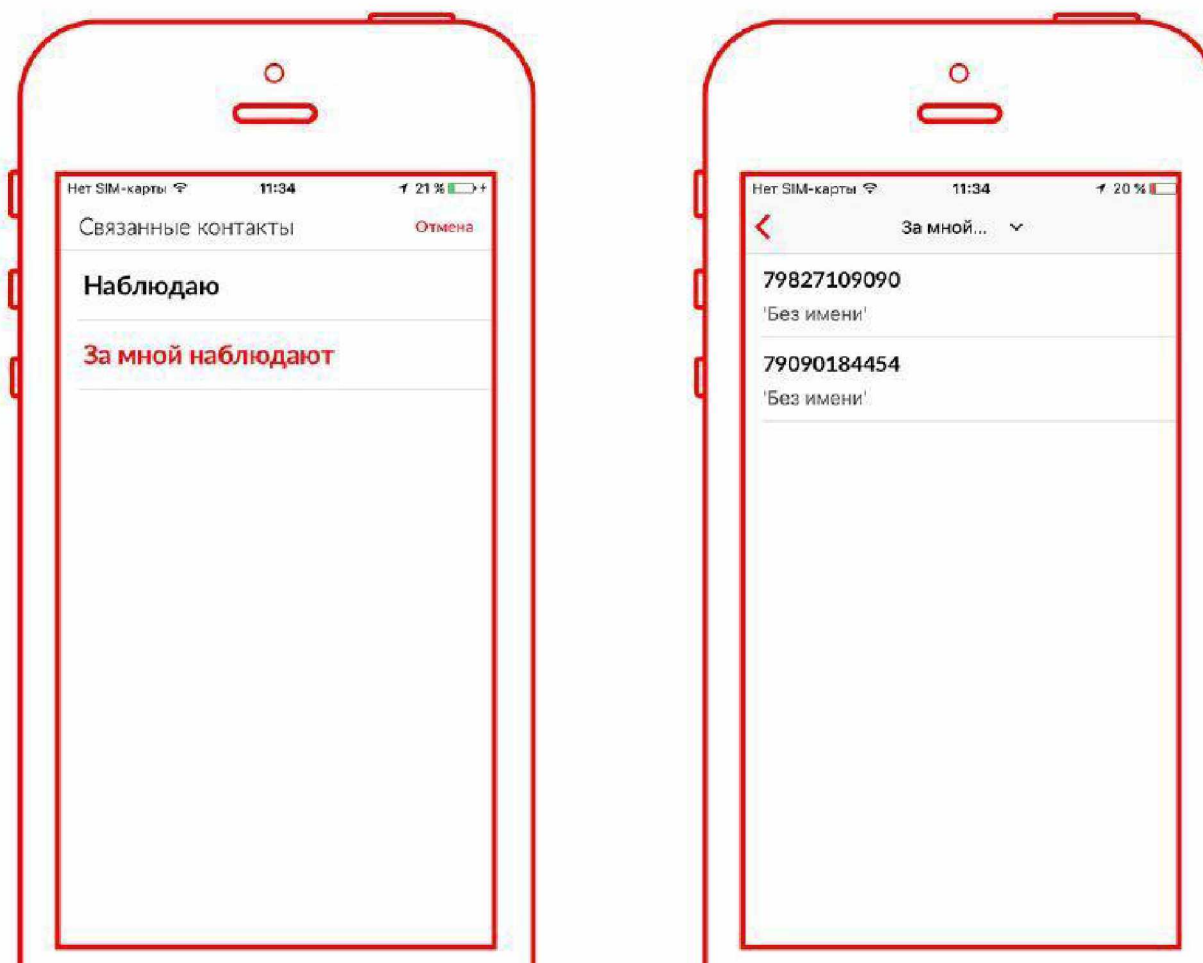 Нет SIM-карты 11:34 21 %
Связанные контакты Отмена
Наблюдаю
За мной наблюдают
Нет SIM-карты 11:34 20 %
За мной...
79827109090
'Без имени'
79090184454
'Без имени'